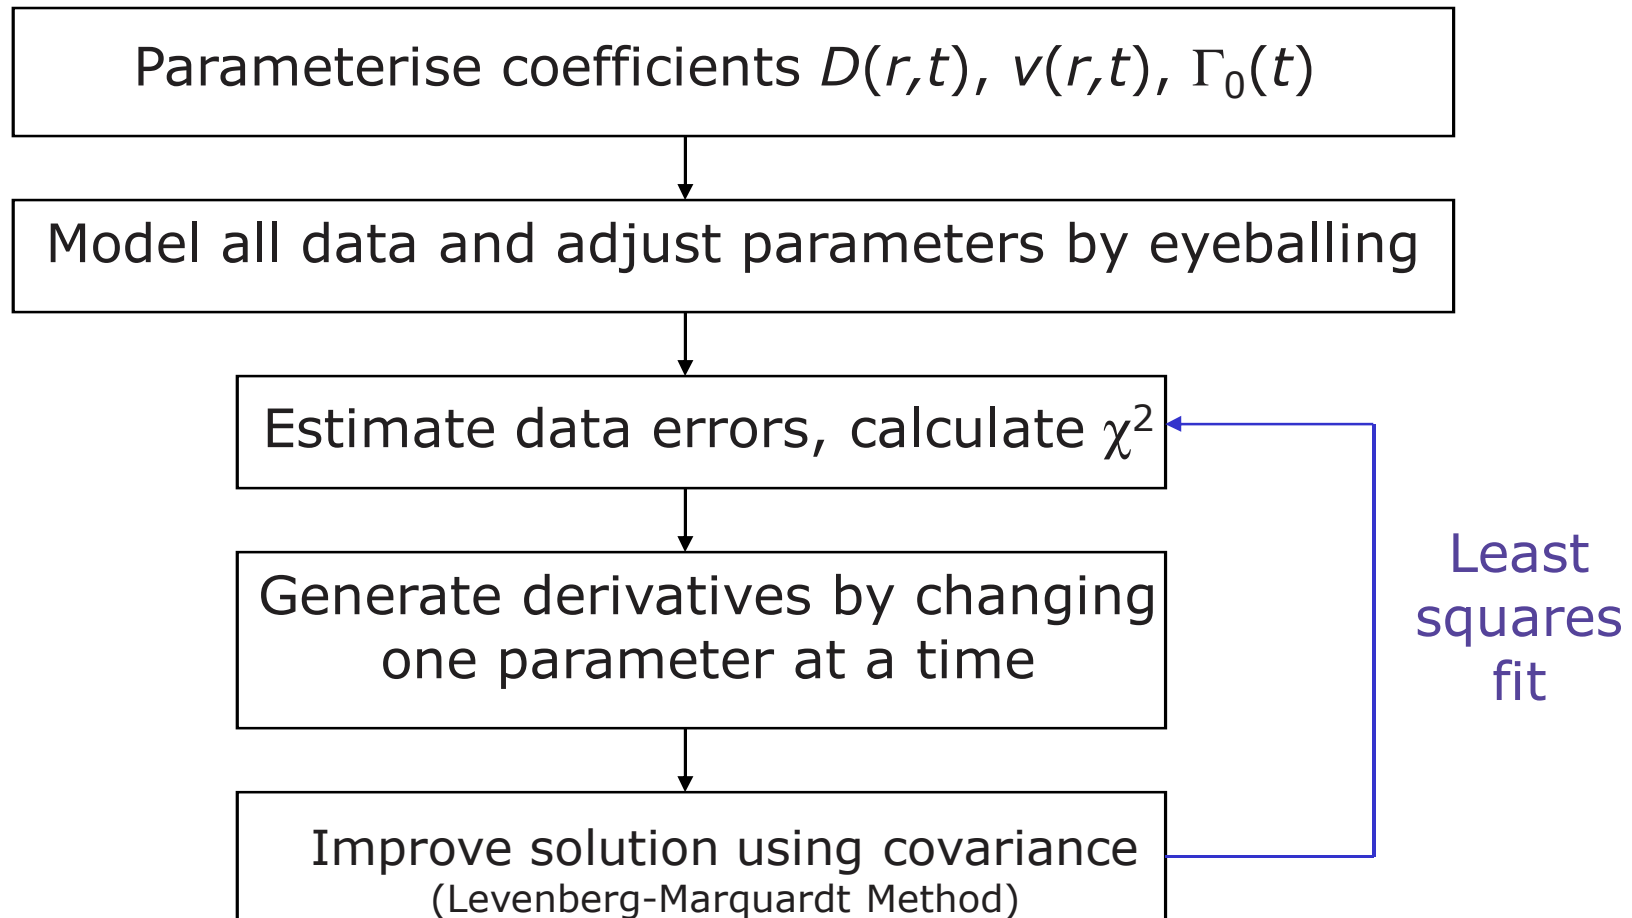 Parameterise coefficients D(r,t), v(r,t), Γ₀(t)
Model all data and adjust parameters by eyeballing
Estimate data errors, calculate χ²
Generate derivatives by changing
one parameter at a time
Least
squares
fit
Improve solution using covariance
(Levenberg-Marquardt Method)